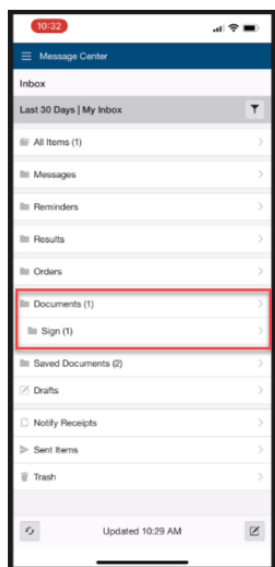 10:32
Message Center
Inbox
Last 30 Days | My Inbox
All Items (1)
Messages
Reminders
Results
Orders
Documents (1)
Sign (1)
Saved Documents (2)
Drafts
Notify Receipts
Sent Items
Trash
Updated 10:29 AM